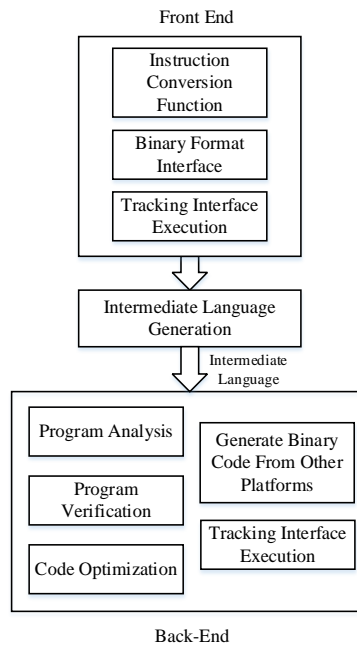 Front End
Instruction
Conversion
Function
Binary Format
Interface
Tracking Interface
Execution
Intermediate Language
Generation
Intermediate
Language
Program Analysis
Program
Verification
Code Optimization
Generate Binary
Code From Other
Platforms
Tracking Interface
Execution
Back-End